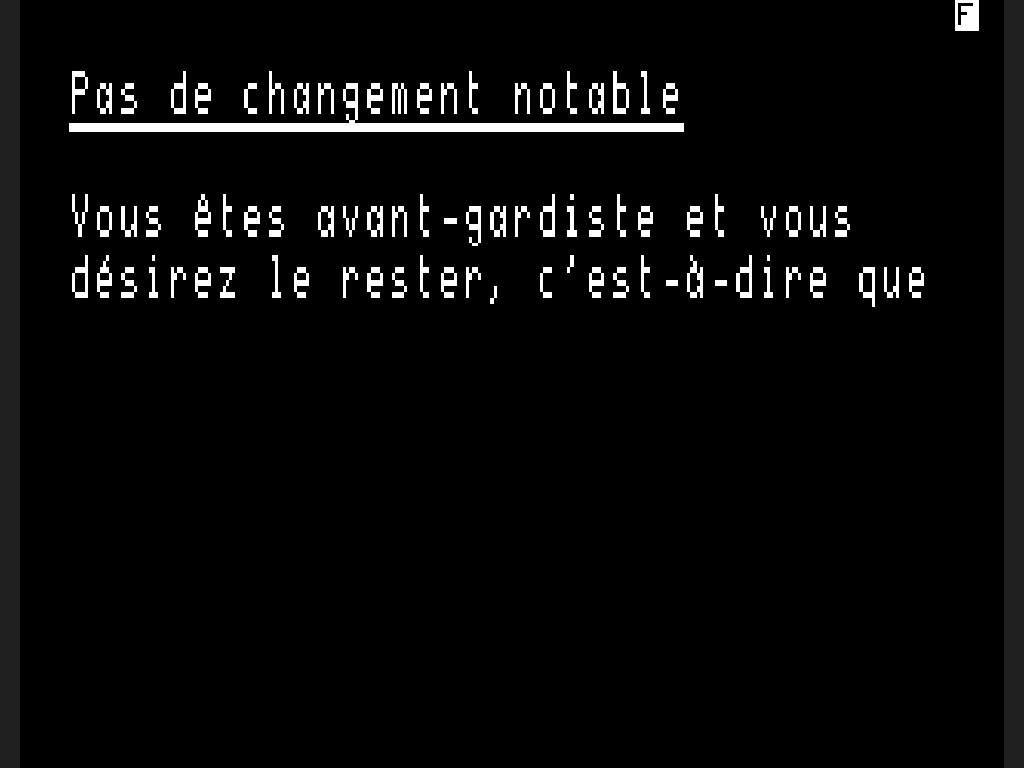 F
Pas de changement notable
Vous êtes avant-gardiste et vous
désirez le rester, c'est-à-dire que